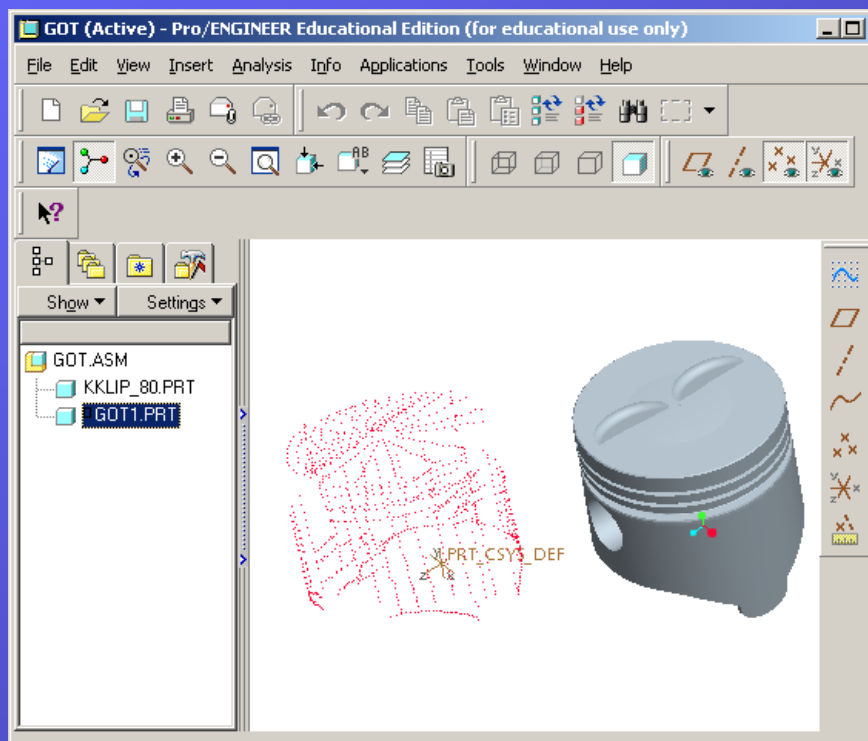 GOT (Active) - Pro/ENGINEER Educational Edition (for educational use only)
File Edit View Insert Analysis Info Applications Tools Window Help
AB
Show Settings
GOT.ASM
KKLIP_80.PRT
GOT1.PRT
Y PRT_CSYS_DEF
Z X